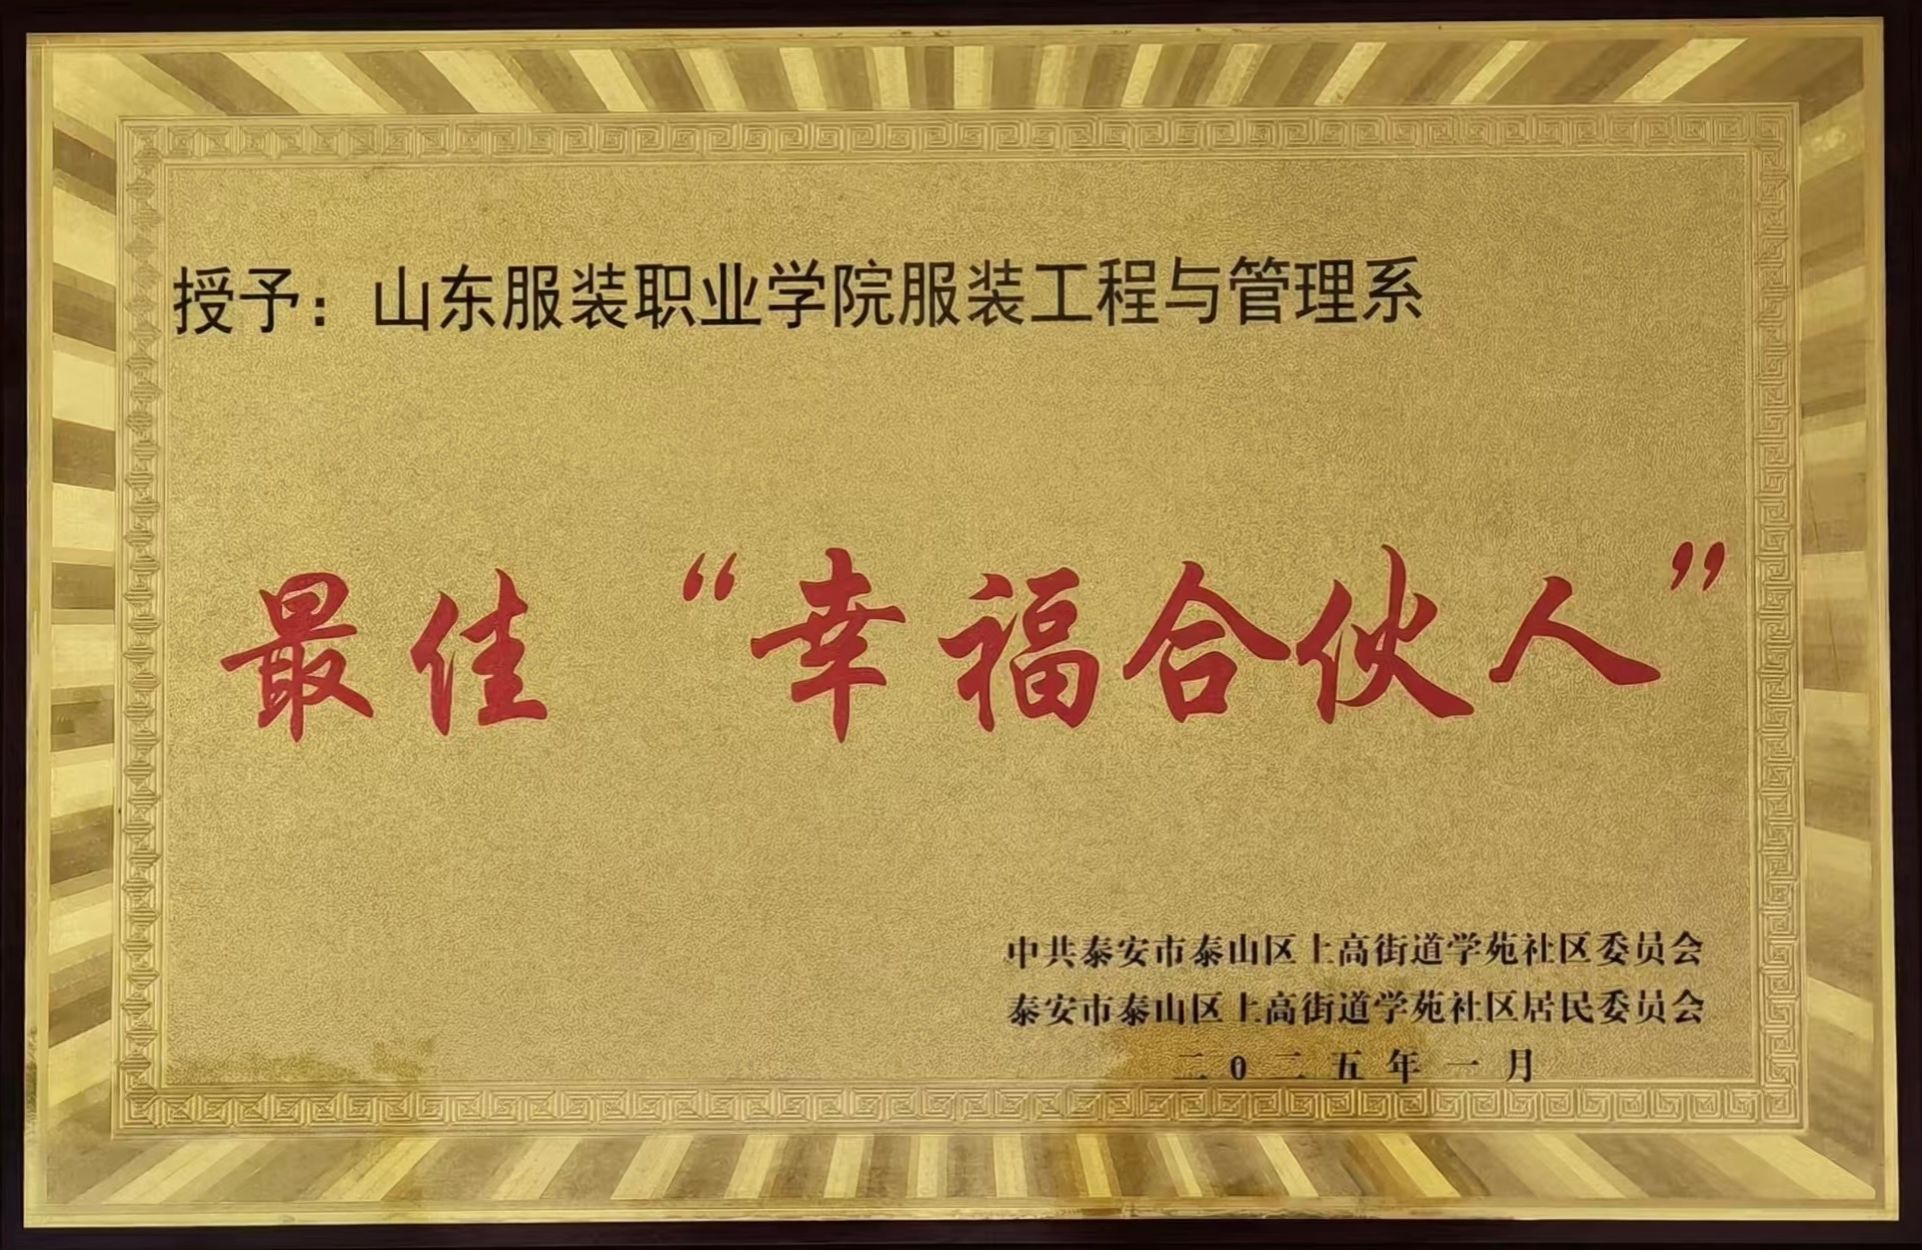 授予：山东服装职业学院服装工程与管理系
最佳“幸福合伙人”
中共泰安市泰山区上高街道学苑社区委员会
泰安市泰山区上高街道学苑社区居民委员会
二0二五年一月